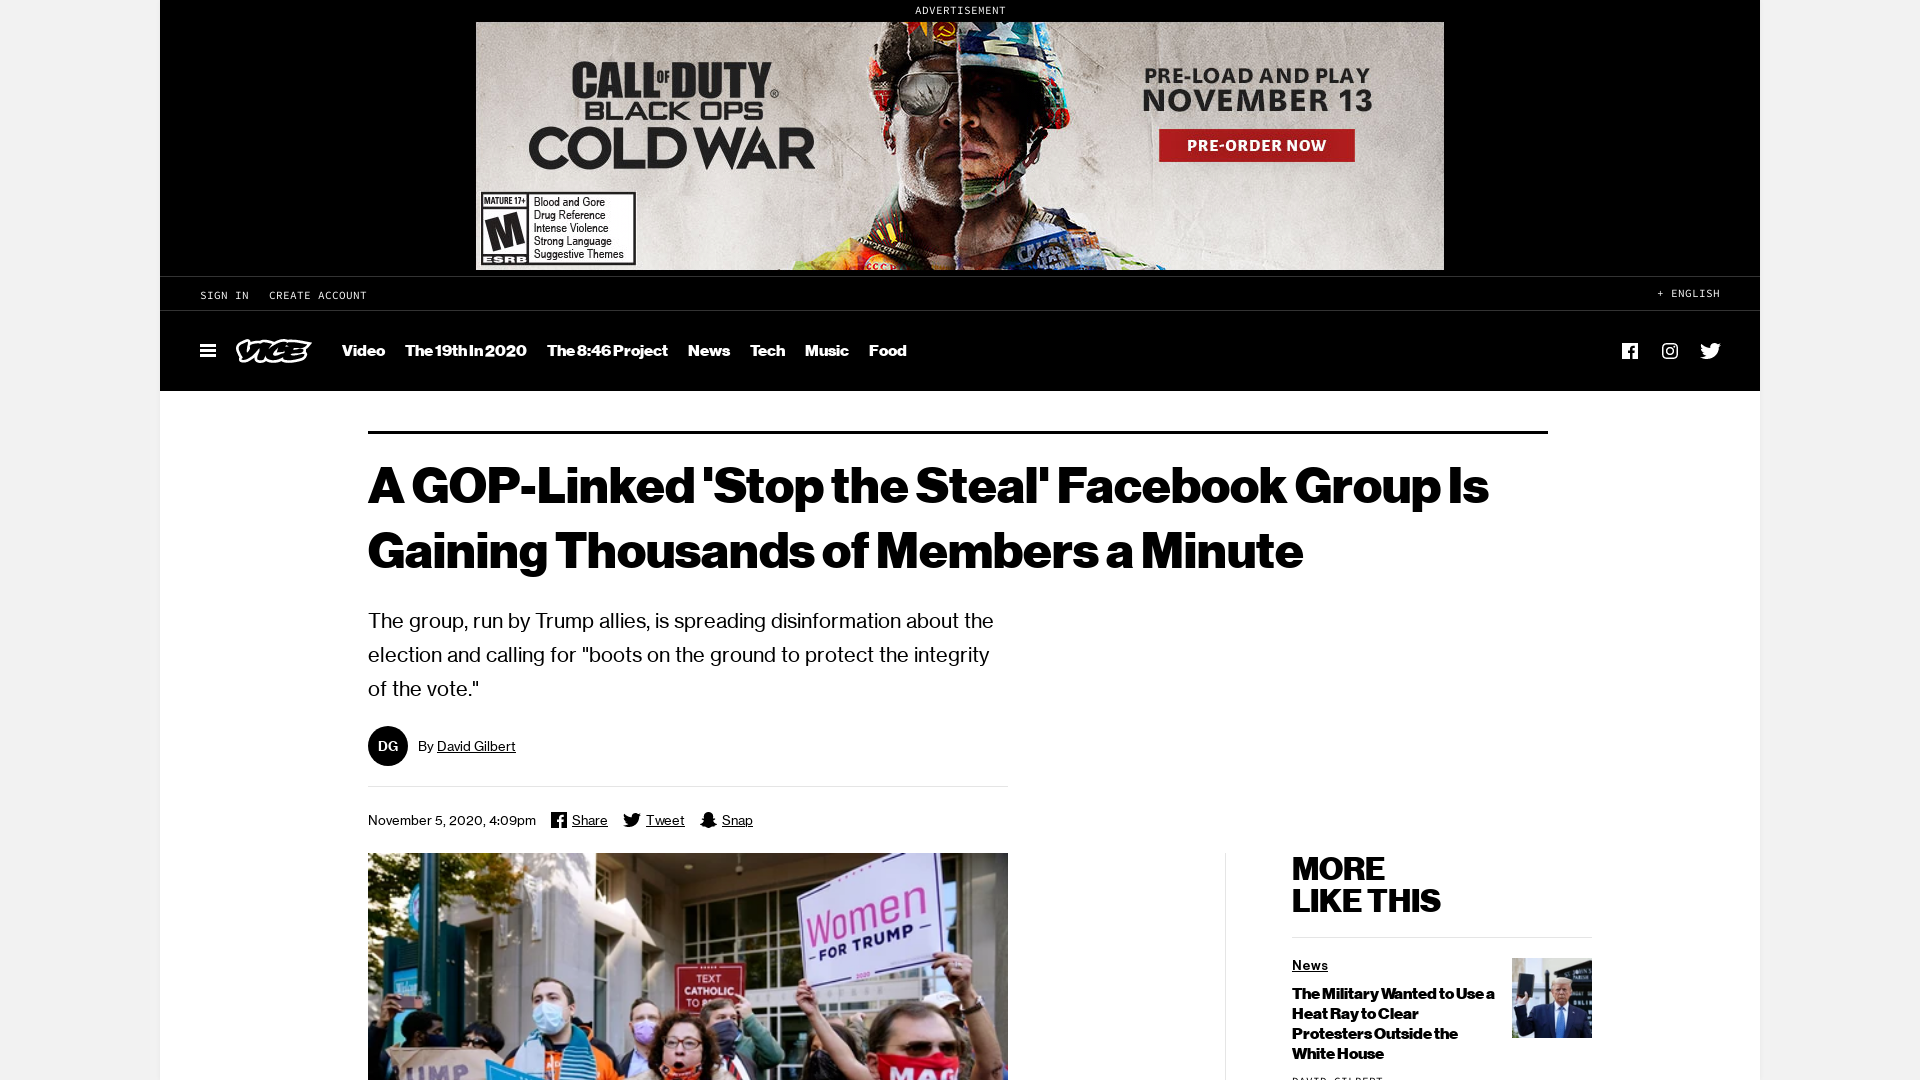 ADVERTISEMENT
CALL OF DUTY®
BLACK OPS
COLD WAR
PRE-LOAD AND PLAY
NOVEMBER 13
PRE-ORDER NOW
MATURE 17+
M
ESRB
Blood and Gore
Drug Reference
Intense Violence
Strong Language
Suggestive Themes
SIGN IN CREATE ACCOUNT
+ ENGLISH
VICE Video The 19th In 2020 The 8:46 Project News Tech Music Food
A GOP-Linked 'Stop the Steal' Facebook Group Is
Gaining Thousands of Members a Minute
The group, run by Trump allies, is spreading disinformation about the
election and calling for "boots on the ground to protect the integrity
of the vote."
DG By David Gilbert
November 5, 2020, 4:09pm Share Tweet Snap
Women
FOR TRUMP
2020
TEXT
CATHOLIC
TO
UMP
MAG
MORE
LIKE THIS
News
The Military Wanted to Use a
Heat Ray to Clear
Protesters Outside the
White House
DAVID GILBERT